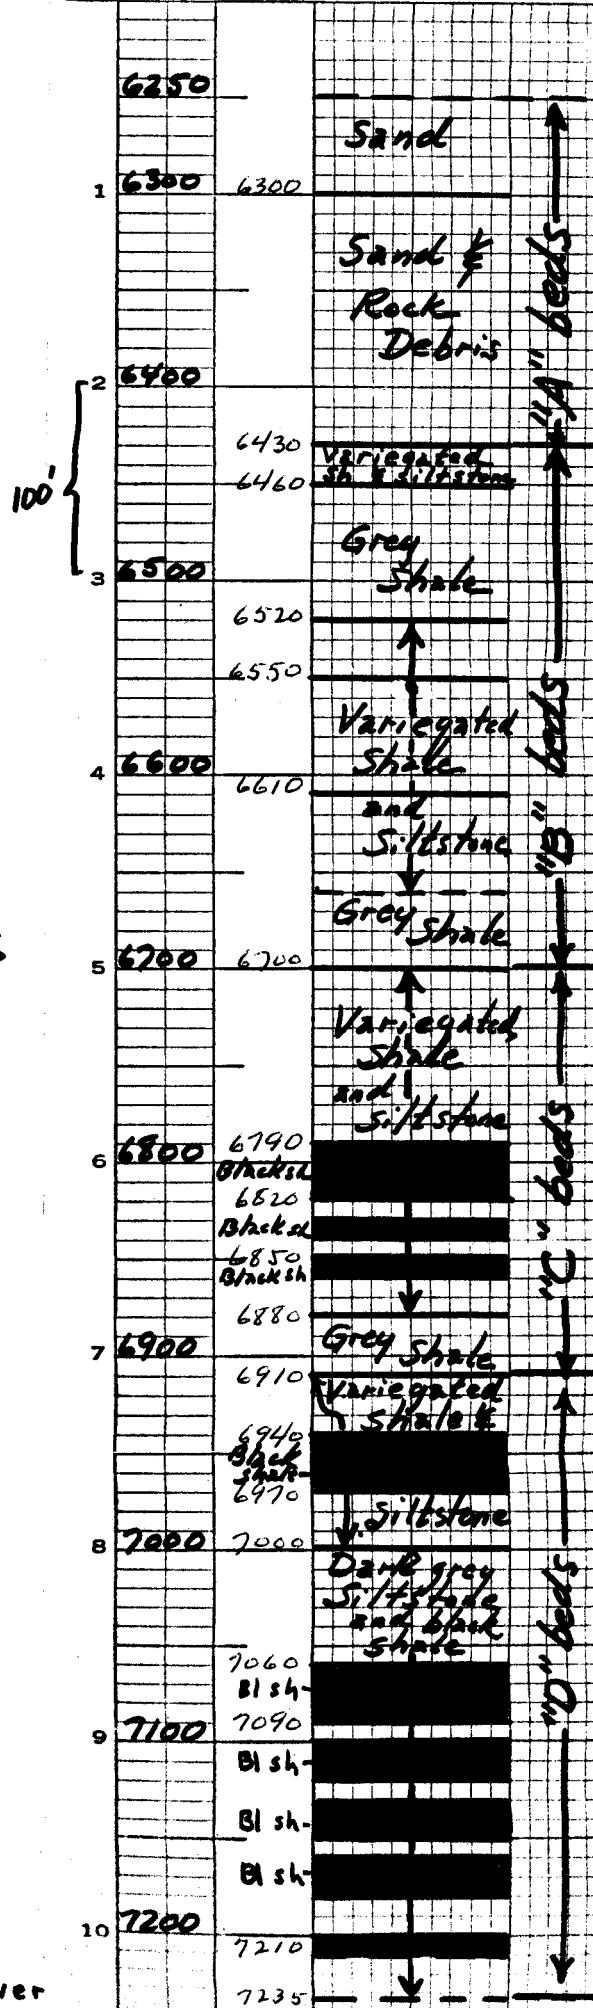 6250
Sand
1 6300 6300
Sand &
Rock
Debris
"A" beds
2 6400
100'
6430
Variegated
sh & siltstone
6460
Grey
Shale
3 6500
6520
6550
Variegated
Shale
4 6600
6610
and
Siltstone
"B" beds
Grey Shale
5 6700 6700
Variegated
Shale
and
Siltstone
6790
6 6800
Black sh
6820
Black sh
6850
Black sh
"C" beds
6880
Grey Shale
7 6900
6910
Variegated
Shale &
6940
Black
shale
6970
Siltstone
8 7000 7000
Dark grey
Siltstone
and black
shale
7060
Bl sh
7090
9 7100
Bl sh
"D" beds
Bl sh
Bl sh
10 7200
7210
7235